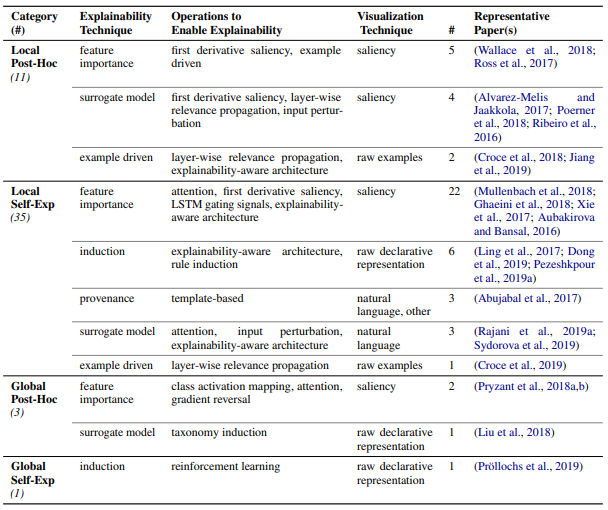 Category (#) Explainability Technique Operations to Enable Explainability Visualization Technique # Representative Paper(s)
Local Post-Hoc (11) feature importance first derivative saliency, example driven saliency 5 (Wallace et al., 2018; Ross et al., 2017)
surrogate model first derivative saliency, layer-wise relevance propagation, input perturbation saliency 4 (Alvarez-Melis and Jaakkola, 2017; Poerner et al., 2018; Ribeiro et al., 2016)
example driven layer-wise relevance propagation, explainability-aware architecture raw examples 2 (Croce et al., 2018; Jiang et al., 2019)
Local Self-Exp (35) feature importance attention, first derivative saliency, LSTM gating signals, explainability-aware architecture saliency 22 (Mullenbach et al., 2018; Ghaeini et al., 2018; Xie et al., 2017; Aubakirova and Bansal, 2016)
induction explainability-aware architecture, rule induction raw declarative representation 6 (Ling et al., 2017; Dong et al., 2019; Pezeshkpour et al., 2019a)
provenance template-based natural language, other 3 (Abujabal et al., 2017)
surrogate model attention, input perturbation, explainability-aware architecture natural language 3 (Rajani et al., 2019a; Sydorova et al., 2019)
example driven layer-wise relevance propagation raw examples 1 (Croce et al., 2019)
Global Post-Hoc (3) feature importance class activation mapping, attention, gradient reversal saliency 2 (Pryzant et al., 2018a,b)
surrogate model taxonomy induction raw declarative representation 1 (Liu et al., 2018)
Global Self-Exp (1) induction reinforcement learning raw declarative representation 1 (Pröllochs et al., 2019)